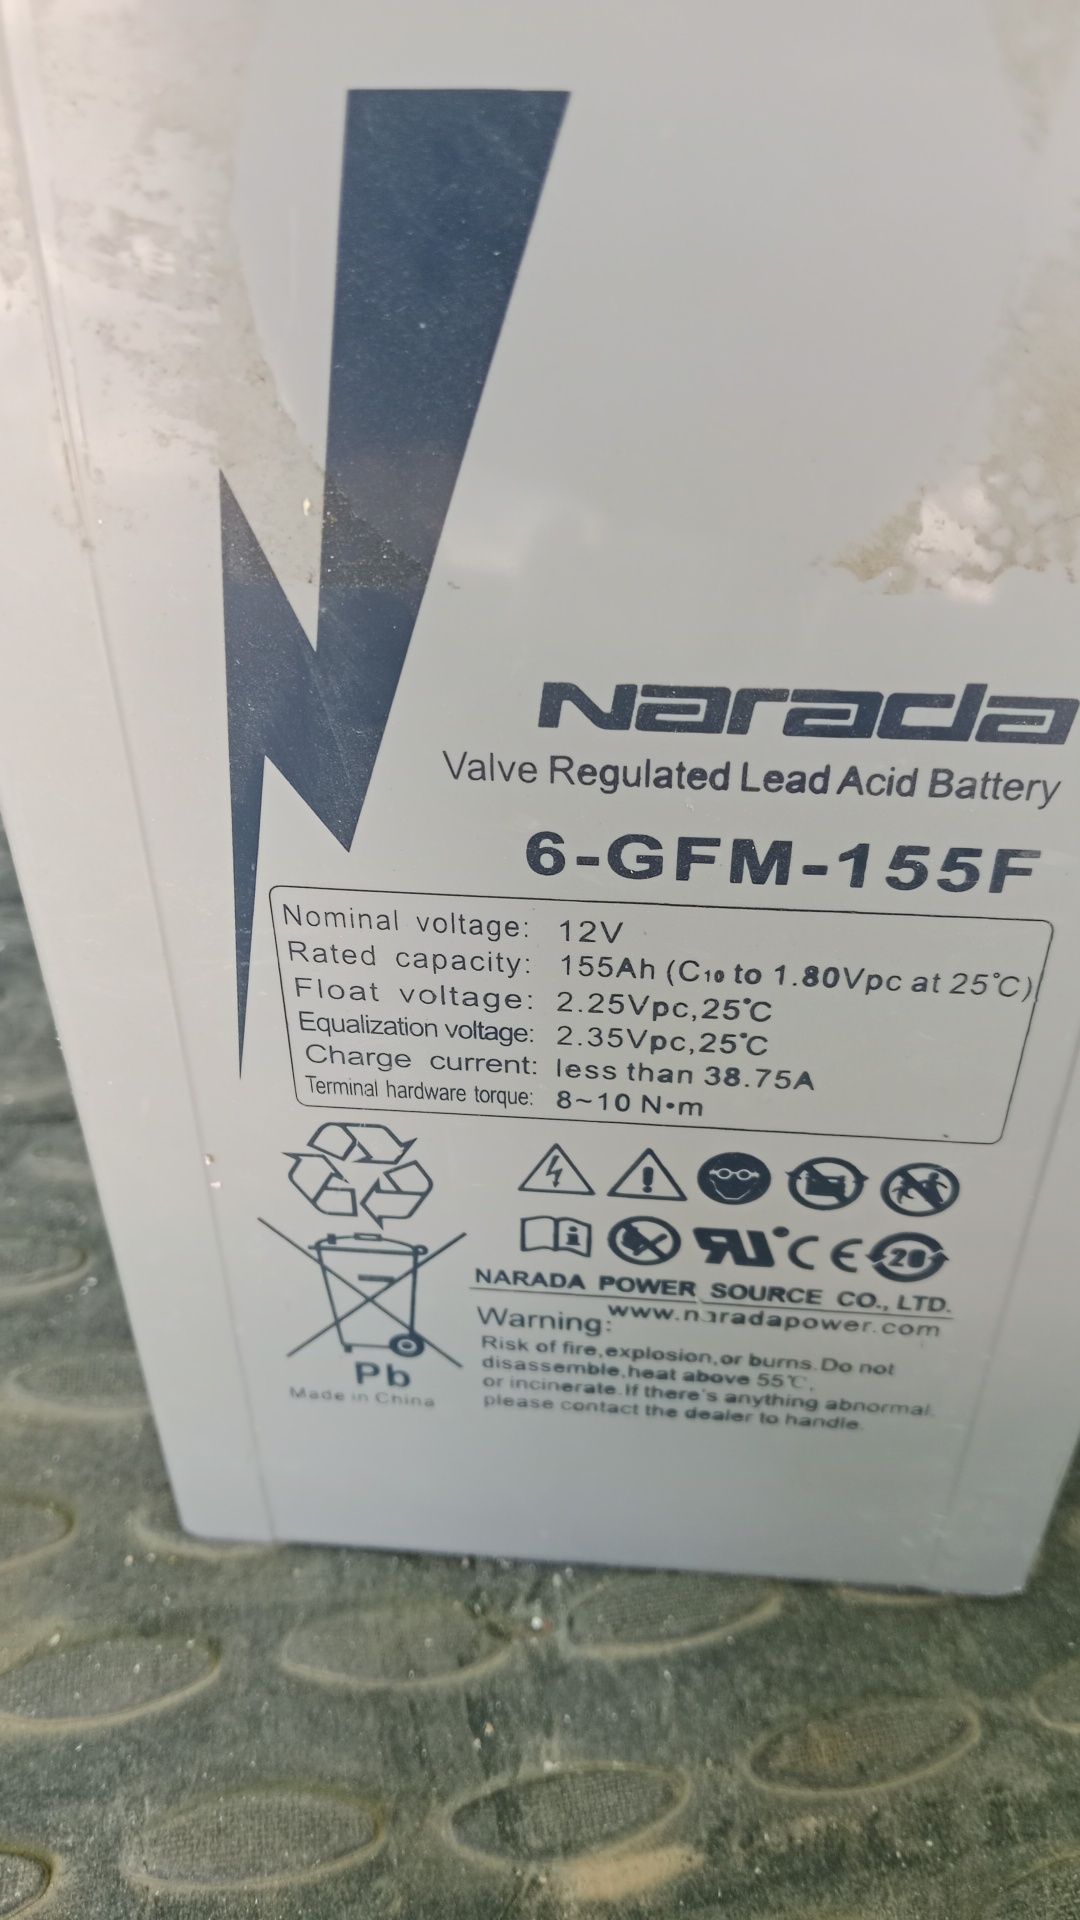 Narada
Valve Regulated Lead Acid Battery
6-GFM-155F
Nominal voltage: 12V
Rated capacity: 155Ah (C₁₀ to 1.80Vpc at 25°C)
Float voltage: 2.25Vpc,25°C
Equalization voltage: 2.35Vpc,25°C
Charge current: less than 38.75A
Terminal hardware torque: 8~10 N•m
CE 20
NARADA POWER SOURCE CO., LTD.
www.naradapower.com
Warning:
Risk of fire,explosion,or burns.Do not
disassemble,heat above 55°C,
or incinerate.If there's anything abnormal,
please contact the dealer to handle.
Pb
Made in China